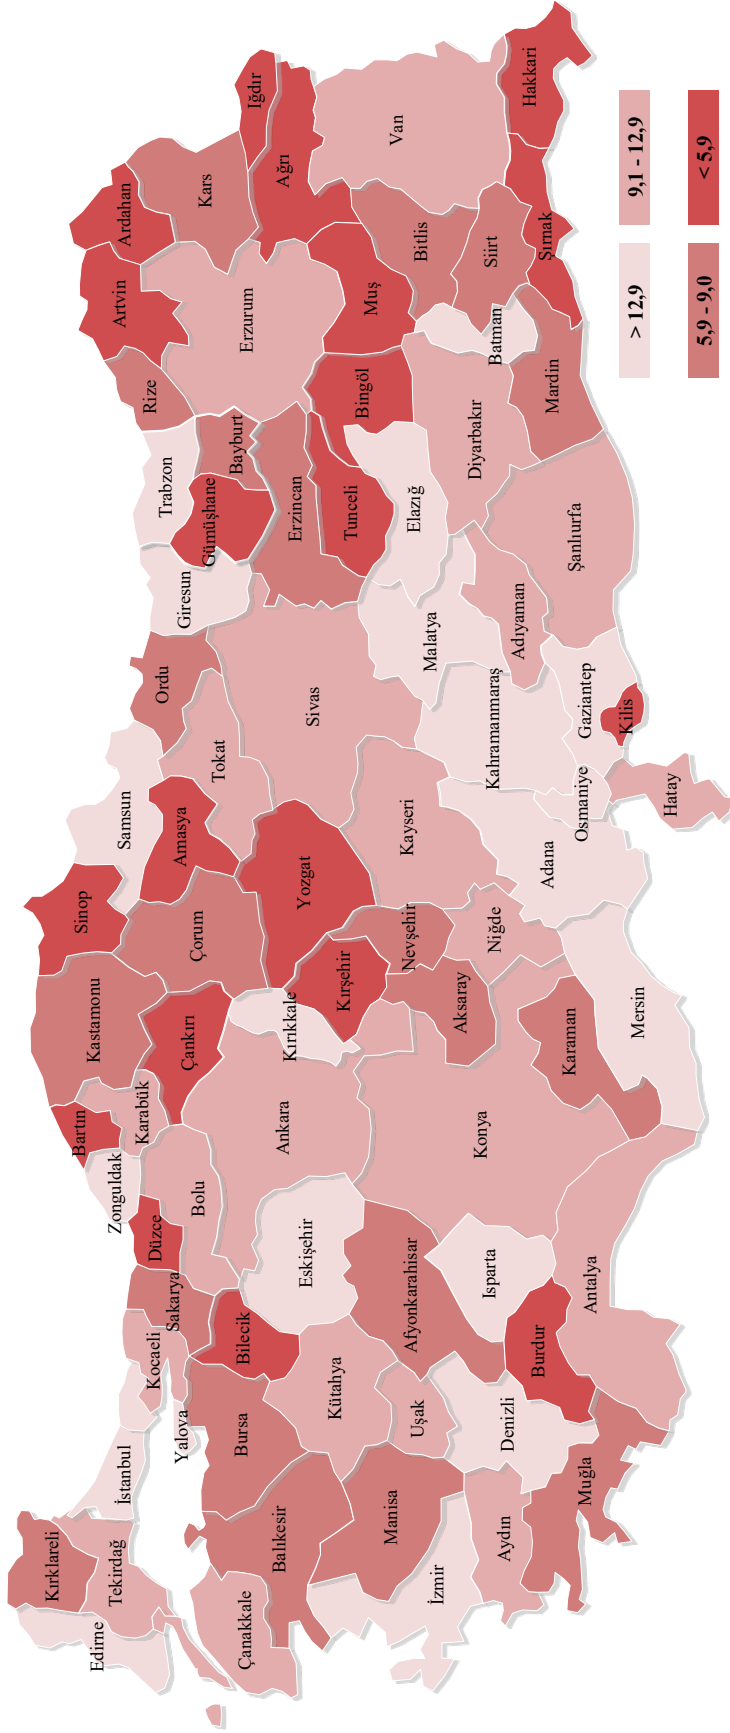 Edirne
Kırklareli
Tekirdağ
İstanbul
Yalova
Kocaeli
Sakarya
Düzce
Zonguldak
Bartın
Karabük
Bolu
Kastamonu
Çankırı
Sinop
Çorum
Samsun
Amasya
Tokat
Ordu
Giresun
Gümüşhane
Trabzon
Bayburt
Rize
Artvin
Ardahan
Kars
Iğdır
Ağrı
Erzurum
Erzincan
Çanakkale
Balıkesir
Bursa
Bilecik
Kütahya
Eskişehir
Ankara
Kırıkkale
Kırşehir
Yozgat
Sivas
Tunceli
Bingöl
Muş
Van
Bitlis
İzmir
Manisa
Uşak
Afyonkarahisar
Konya
Aksaray
Nevşehir
Niğde
Kayseri
Kahramanmaraş
Malatya
Elazığ
Adıyaman
Diyarbakır
Batman
Siirt
Şırnak
Hakkari
Aydın
Denizli
Muğla
Burdur
Isparta
Antalya
Karaman
Mersin
Adana
Osmaniye
Hatay
Gaziantep
Kilis
Şanlıurfa
Mardin
> 12,9
9,1 - 12,9
5,9 - 9,0
< 5,9